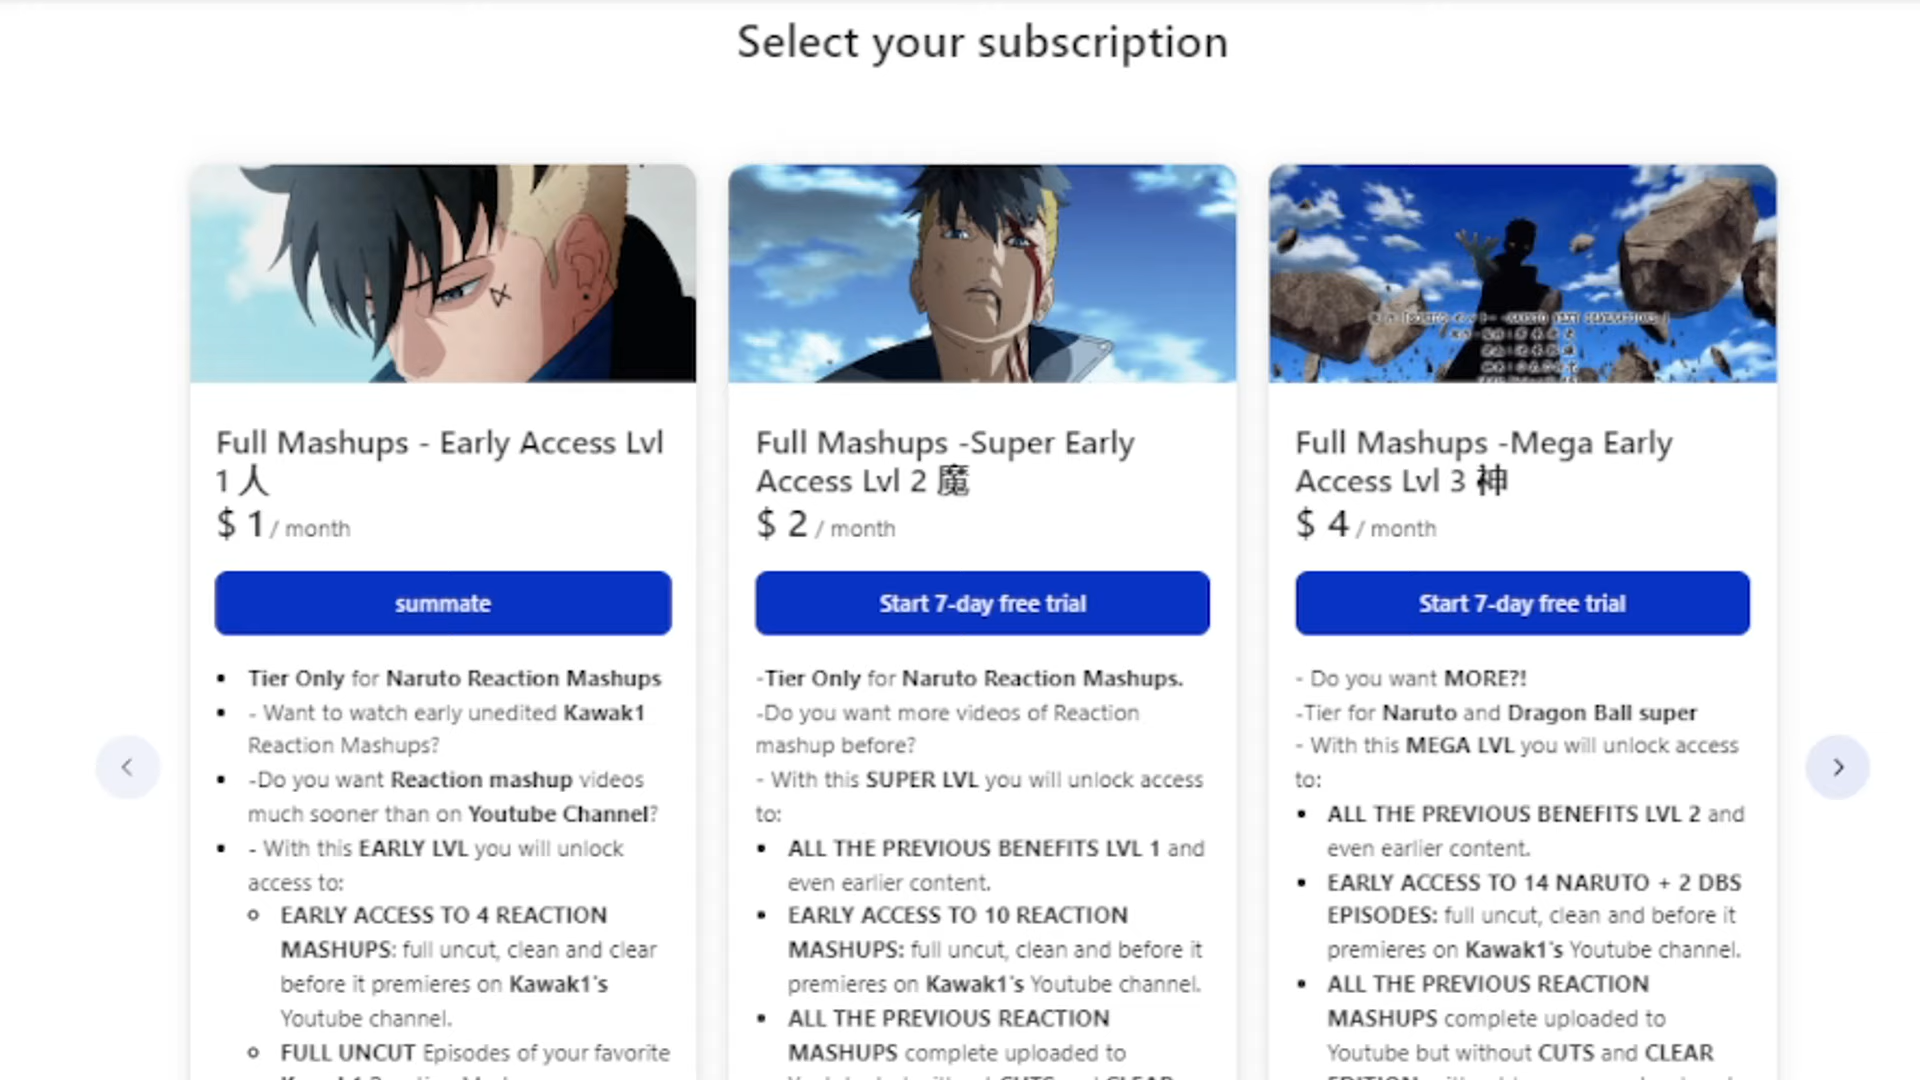 Select your subscription
Full Mashups - Early Access Lvl
1 人
$ 1 / month
summate
• Tier Only for Naruto Reaction Mashups
• - Want to watch early unedited Kawak1
Reaction Mashups?
• -Do you want Reaction mashup videos
much sooner than on Youtube Channel?
• - With this EARLY LVL you will unlock
access to:
EARLY ACCESS TO 4 REACTION
MASHUPS: full uncut, clean and clear
before it premieres on Kawak1's
Youtube channel.
FULL UNCUT Episodes of your favorite
Full Mashups -Super Early
Access Lvl 2 魔
$ 2 / month
Start 7-day free trial
-Tier Only for Naruto Reaction Mashups.
-Do you want more videos of Reaction
mashup before?
- With this SUPER LVL you will unlock access
to:
• ALL THE PREVIOUS BENEFITS LVL 1 and
even earlier content.
• EARLY ACCESS TO 10 REACTION
MASHUPS: full uncut, clean and before it
premieres on Kawak1's Youtube channel.
• ALL THE PREVIOUS REACTION
MASHUPS complete uploaded to
Full Mashups -Mega Early
Access Lvl 3 神
$ 4 / month
Start 7-day free trial
- Do you want MORE?!
-Tier for Naruto and Dragon Ball super
- With this MEGA LVL you will unlock access
to:
• ALL THE PREVIOUS BENEFITS LVL 2 and
even earlier content.
• EARLY ACCESS TO 14 NARUTO + 2 DBS
EPISODES: full uncut, clean and before it
premieres on Kawak1's Youtube channel.
• ALL THE PREVIOUS REACTION
MASHUPS complete uploaded to
Youtube but without CUTS and CLEAR